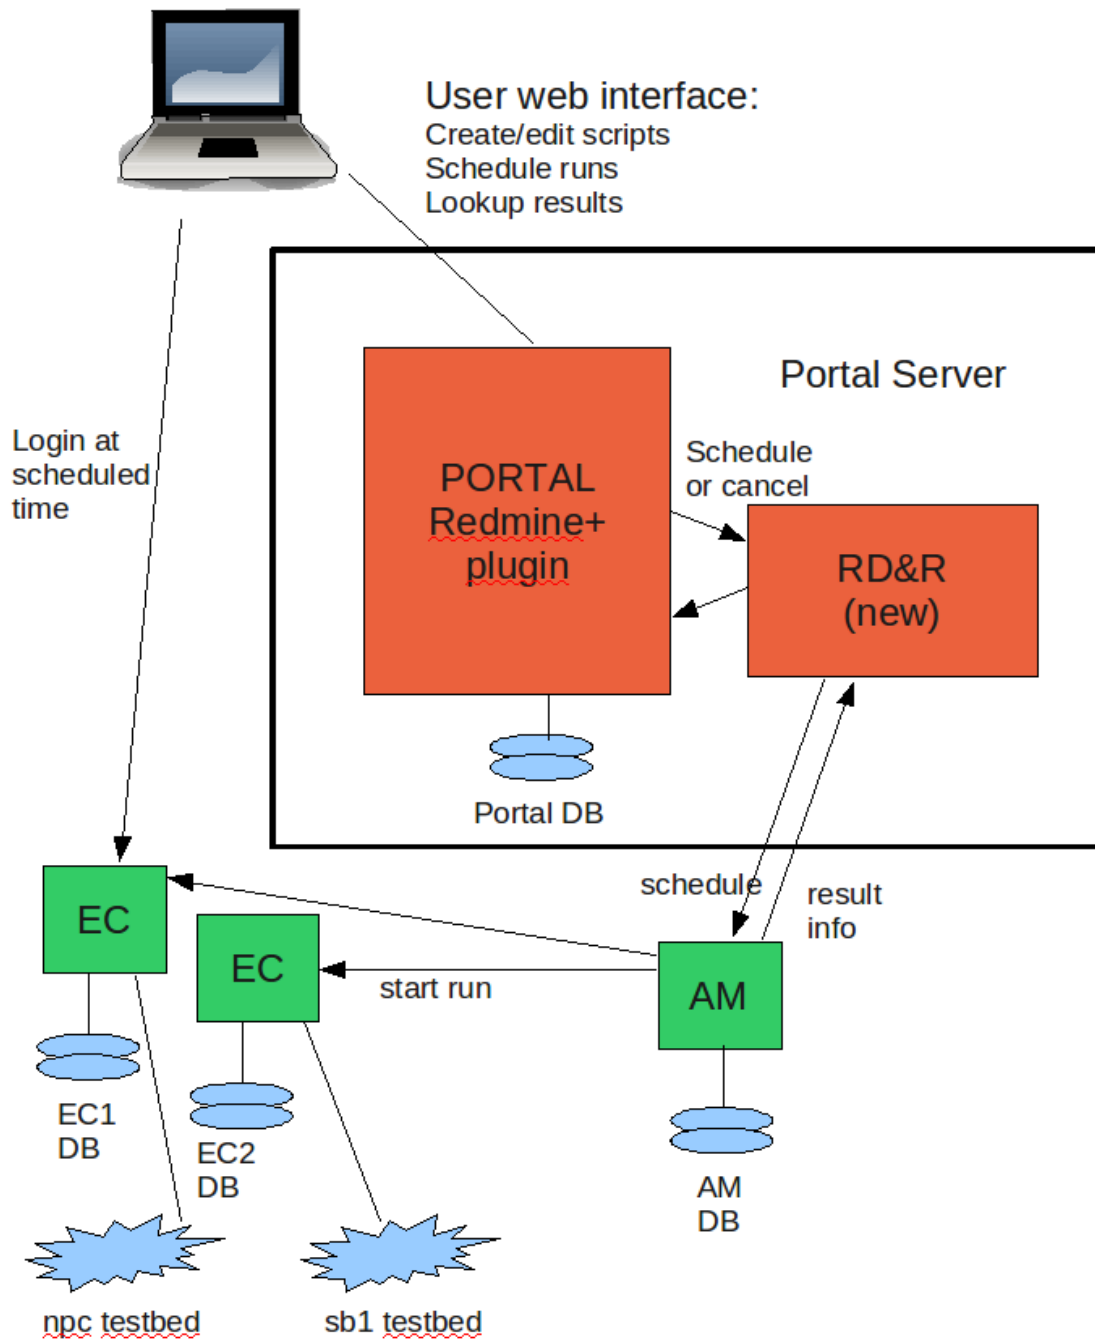 User web interface:
Create/edit scripts
Schedule runs
Lookup results
Portal Server
Login at
scheduled
time
PORTAL
Redmine+
plugin
Schedule
or cancel
RD&R
(new)
Portal DB
schedule
result
info
EC
EC
start run
AM
EC1
DB
EC2
DB
AM
DB
npc testbed
sb1 testbed